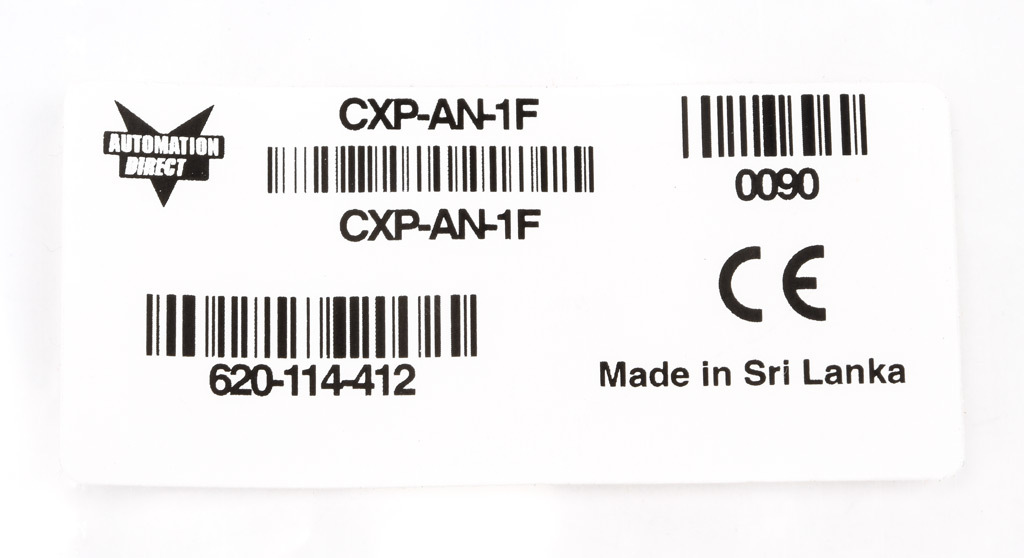 AUTOMATION
DIRECT
CXP-AN-1F
CXP-AN-1F
0090
CE
620-114-412
Made in Sri Lanka